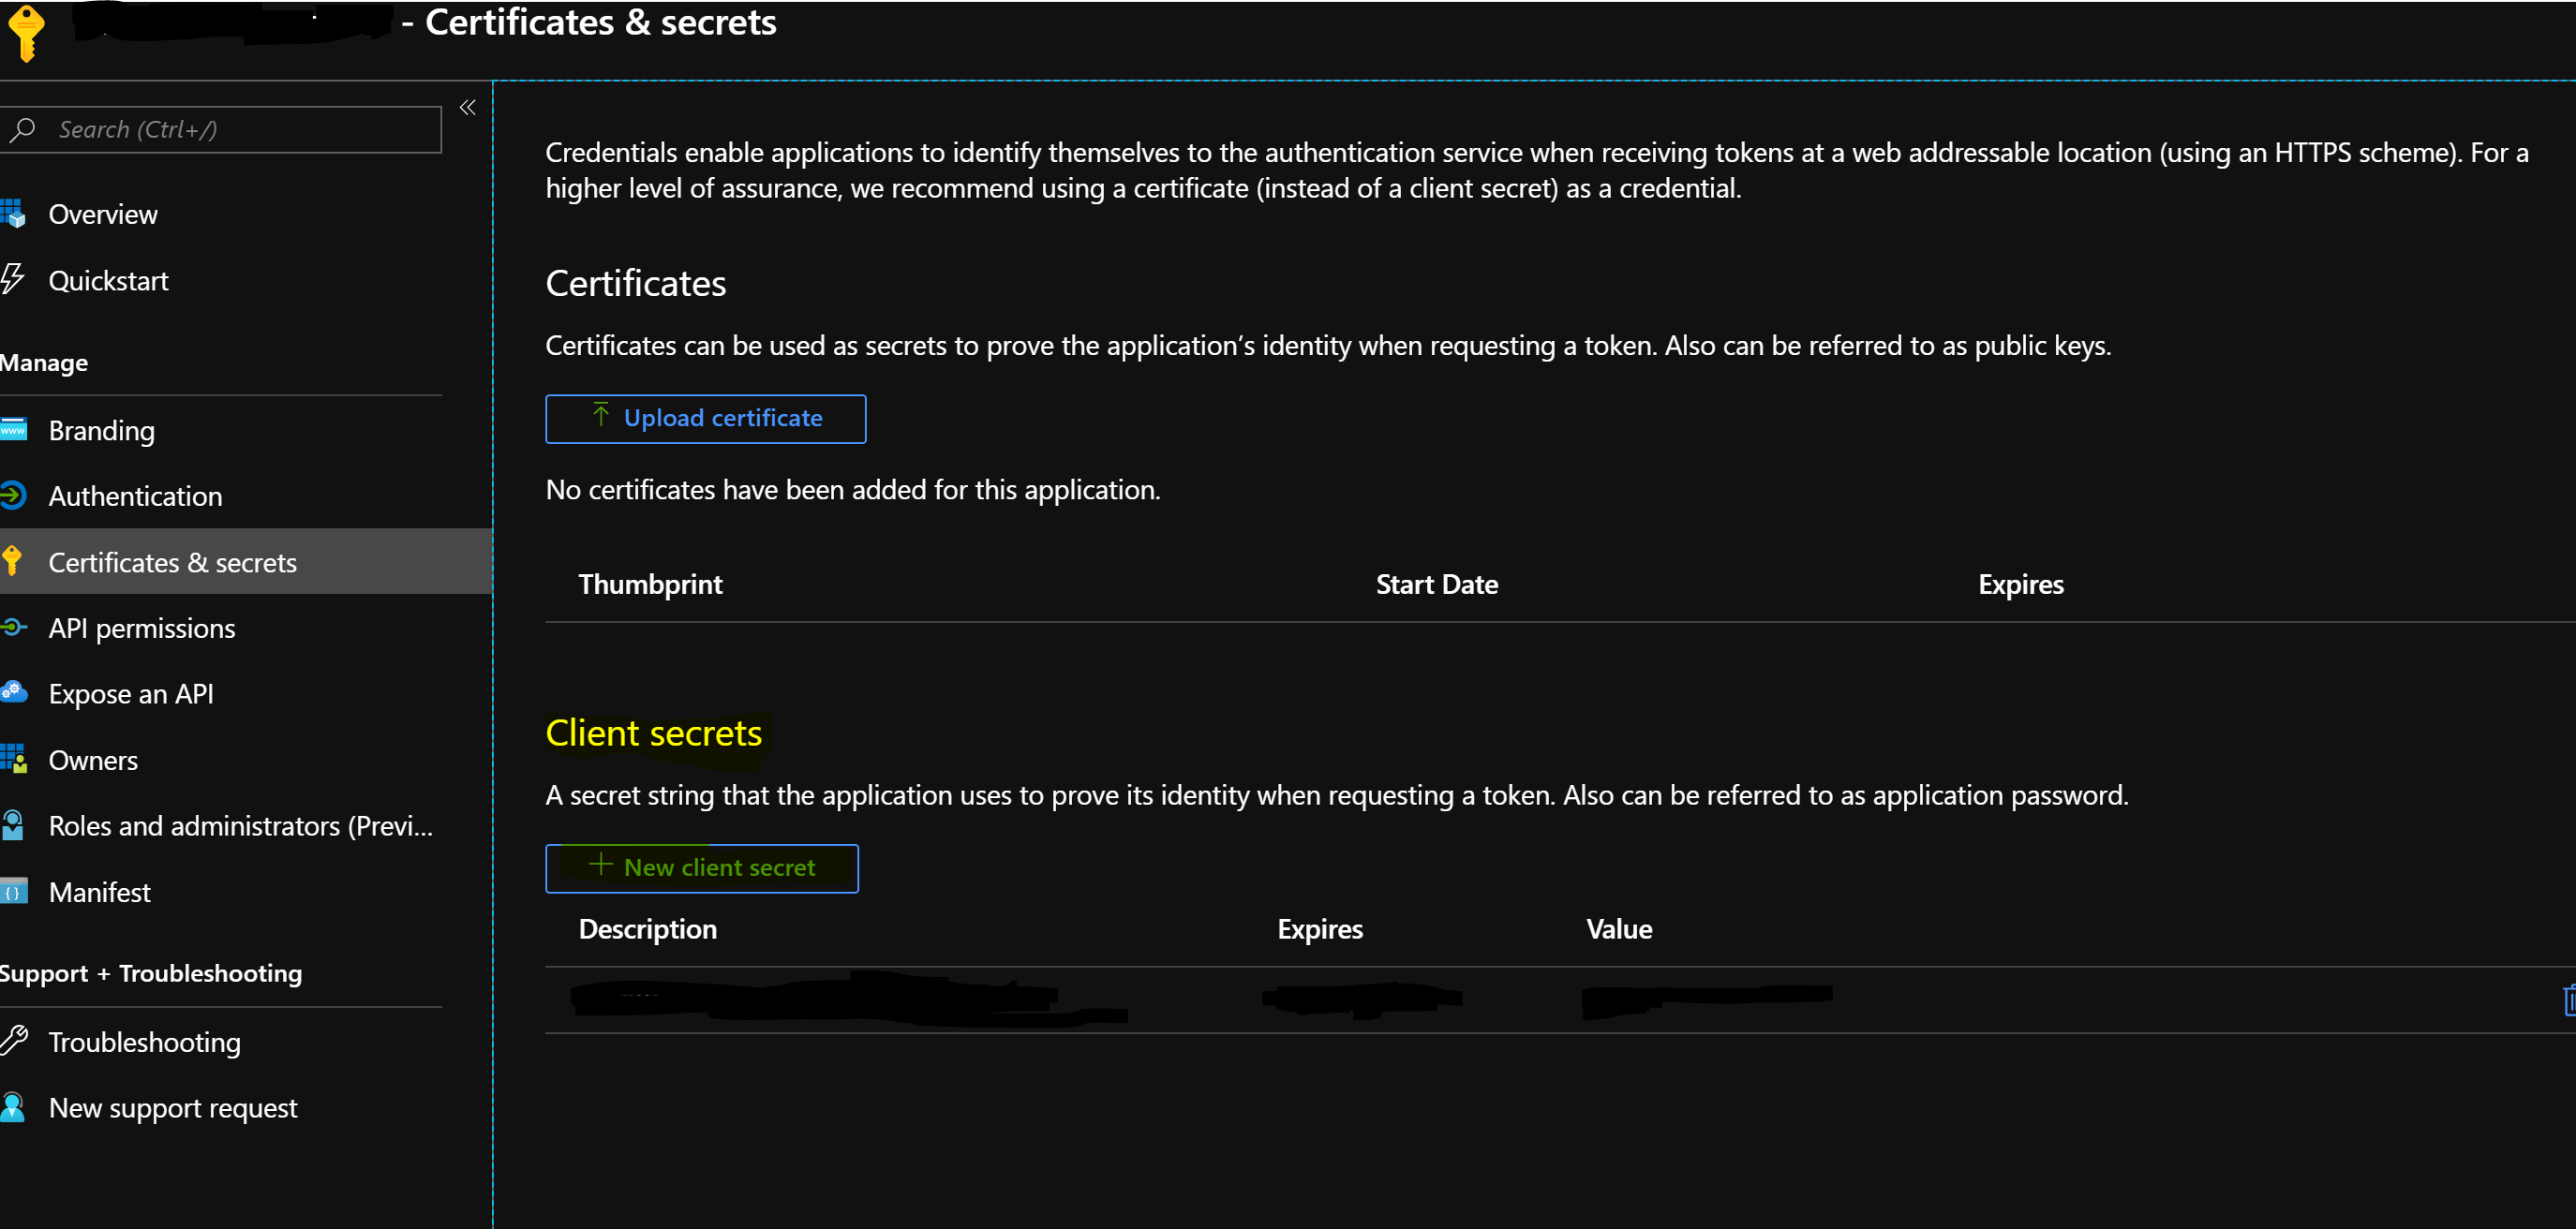 - Certificates & secrets
Search (Ctrl+/)
Overview
Quickstart
Manage
Branding
Authentication
Certificates & secrets
API permissions
Expose an API
Owners
Roles and administrators (Previ...
Manifest
Support + Troubleshooting
Troubleshooting
New support request
Credentials enable applications to identify themselves to the authentication service when receiving tokens at a web addressable location (using an HTTPS scheme). For a
higher level of assurance, we recommend using a certificate (instead of a client secret) as a credential.
Certificates
Certificates can be used as secrets to prove the application’s identity when requesting a token. Also can be referred to as public keys.
Upload certificate
No certificates have been added for this application.
Thumbprint Start Date Expires
Client secrets
A secret string that the application uses to prove its identity when requesting a token. Also can be referred to as application password.
New client secret
Description Expires Value